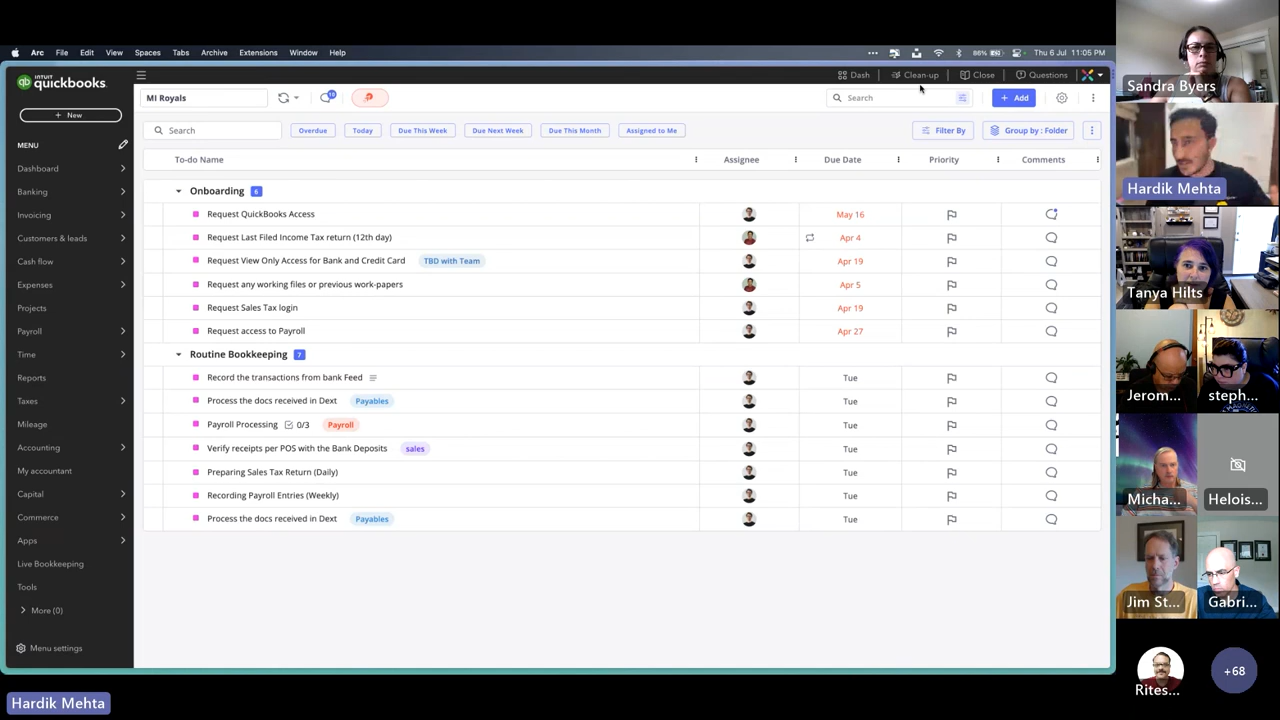 Arc File Edit View Spaces Tabs Archive Extensions Window Help
86% Thu 6 Jul 11:05 PM
intuit quickbooks
Dash Clean-up Close Questions
+ New
MENU
Dashboard
Banking
Invoicing
Customers & leads
Cash flow
Expenses
Projects
Payroll
Time
Reports
Taxes
Mileage
Accounting
My accountant
Capital
Commerce
Apps
Live Bookkeeping
Tools
More (0)
Menu settings
MI Royals
Search
+ Add
Search Overdue Today Due This Week Due Next Week Due This Month Assigned to Me Filter By Group by : Folder
To-do Name Assignee Due Date Priority Comments
Onboarding 6
Request QuickBooks Access May 16
Request Last Filed Income Tax return (12th day) Apr 4
Request View Only Access for Bank and Credit Card TBD with Team Apr 19
Request any working files or previous work-papers Apr 5
Request Sales Tax login Apr 19
Request access to Payroll Apr 27
Routine Bookkeeping 7
Record the transactions from bank Feed Tue
Process the docs received in Dext Payables Tue
Payroll Processing 0/3 Payroll Tue
Verify receipts per POS with the Bank Deposits sales Tue
Preparing Sales Tax Return (Daily) Tue
Recording Payroll Entries (Weekly) Tue
Process the docs received in Dext Payables Tue
Hardik Mehta
Sandra Byers
Hardik Mehta
Tanya Hilts
Jerom... steph...
Micha... Helois...
Jim St... Gabri...
Rites... +68